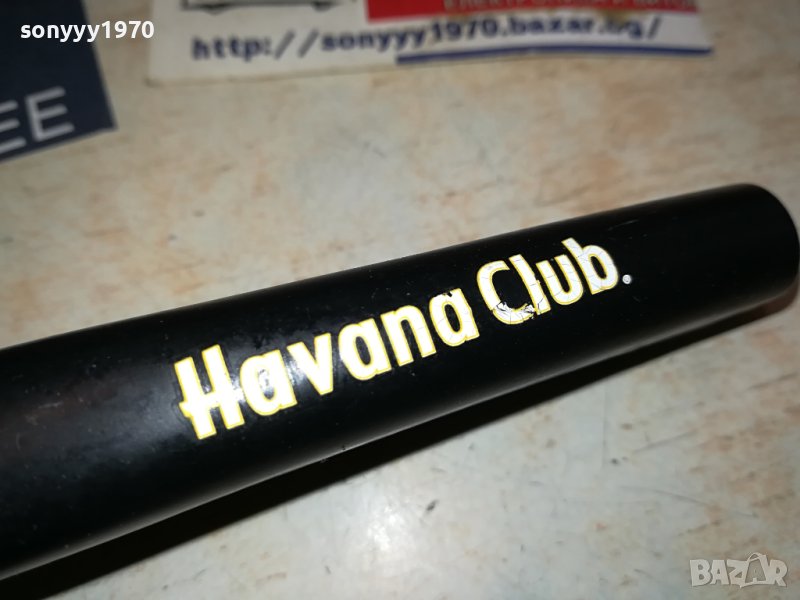 sonyyy1970
http://sonyyy1970.bazar.bg/
EE
Havana Club.
BAZAR